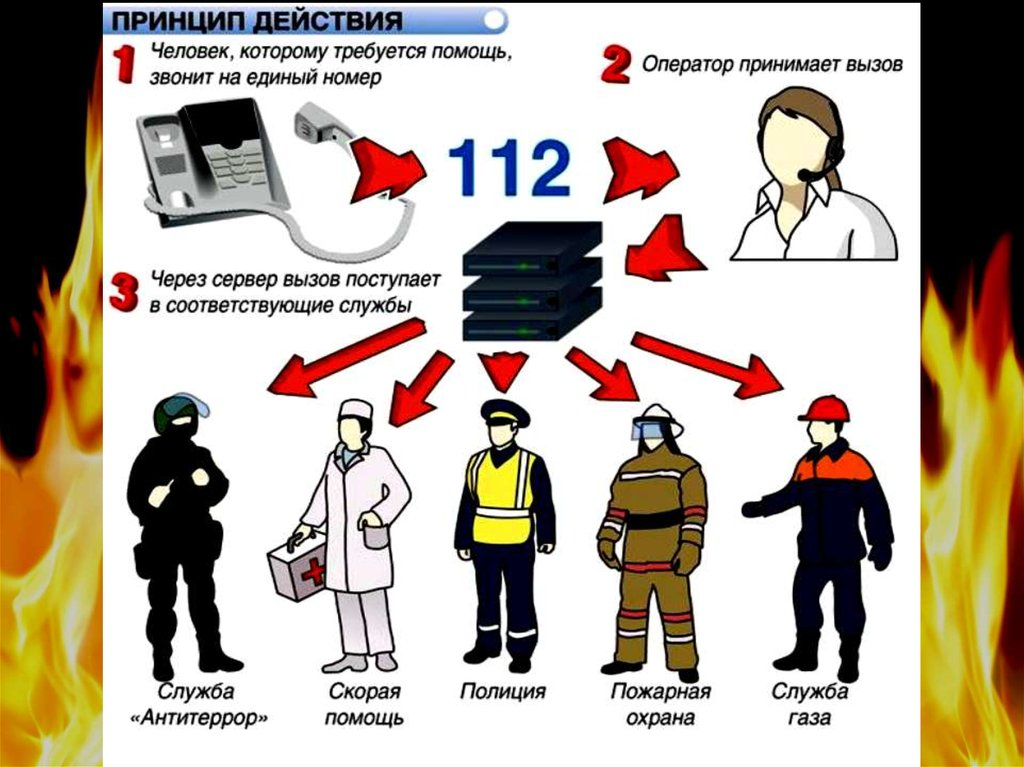 ПРИНЦИП ДЕЙСТВИЯ
1 Человек, которому требуется помощь,
звонит на единый номер
2 Оператор принимает вызов
112
3 Через сервер вызов поступает
в соответствующие службы
Служба
«Антитеррор»
Скорая
помощь
Полиция
Пожарная
охрана
Служба
газа